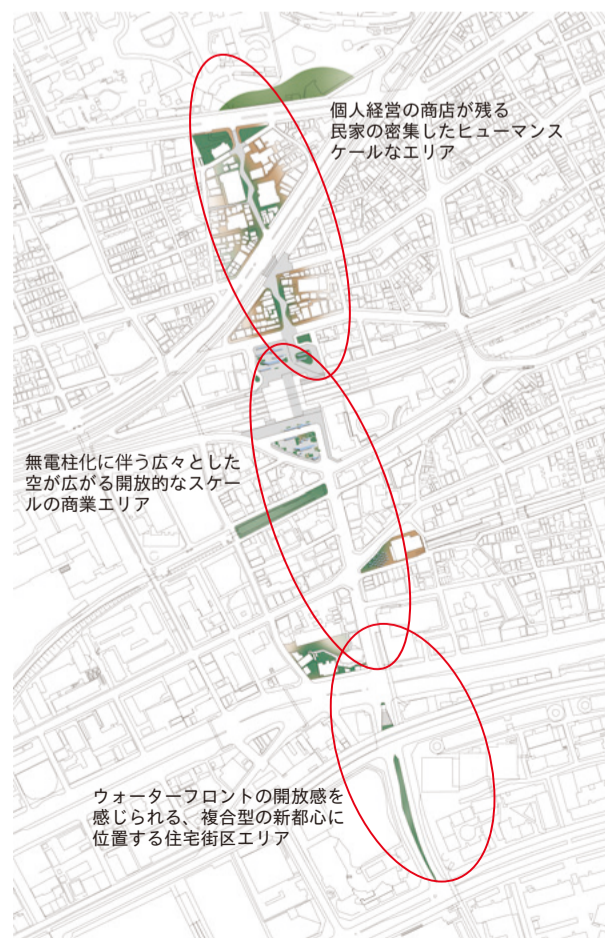 個人経営の商店が残る
民家の密集したヒューマンス
ケールなエリア
無電柱化に伴う広々とした
空が広がる開放的なスケー
ルの商業エリア
ウォーターフロントの開放感を
感じられる、複合型の新都心に
位置する住宅街区エリア